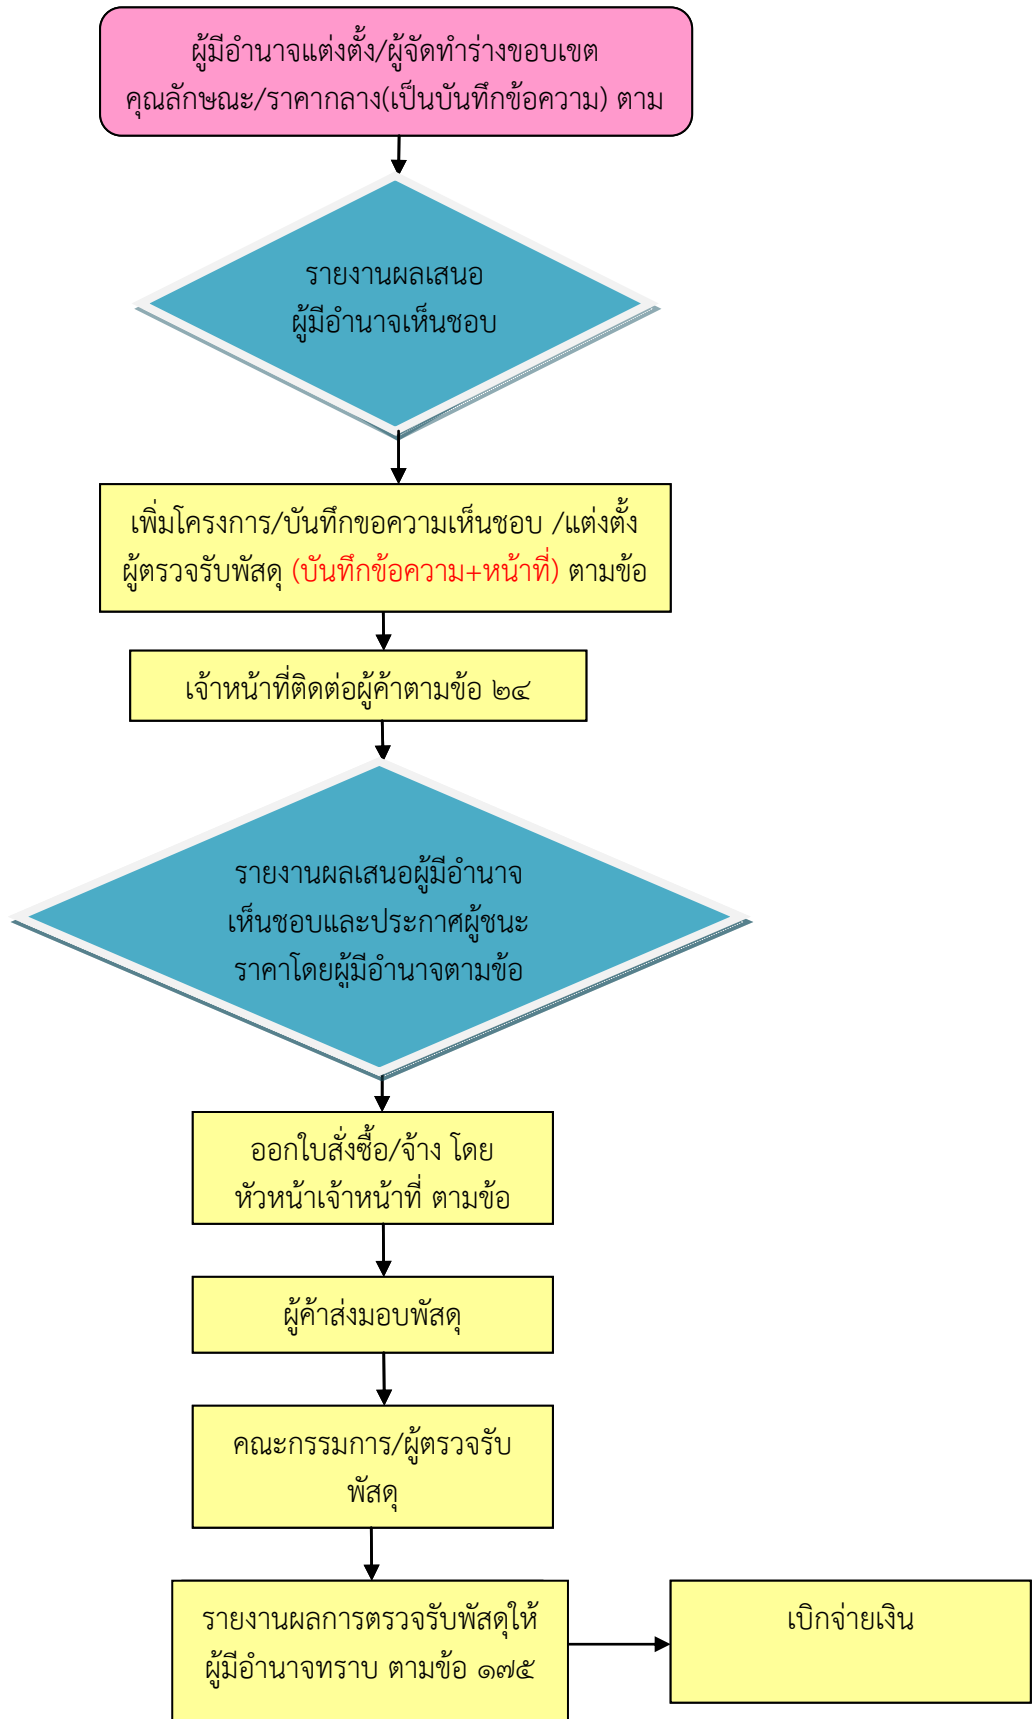 ผู้มีอำนาจแต่งตั้ง/ผู้จัดทำร่างขอบเขต
คุณลักษณะ/ราคากลาง(เป็นบันทึกข้อความ) ตาม
รายงานผลเสนอ
ผู้มีอำนาจเห็นชอบ
เพิ่มโครงการ/บันทึกขอความเห็นชอบ /แต่งตั้ง
ผู้ตรวจรับพัสดุ (บันทึกข้อความ+หน้าที่) ตามข้อ
เจ้าหน้าที่ติดต่อผู้ค้าตามข้อ ๒๔
รายงานผลเสนอผู้มีอำนาจ
เห็นชอบและประกาศผู้ชนะ
ราคาโดยผู้มีอำนาจตามข้อ
ออกใบสั่งซื้อ/จ้าง โดย
หัวหน้าเจ้าหน้าที่ ตามข้อ
ผู้ค้าส่งมอบพัสดุ
คณะกรรมการ/ผู้ตรวจรับ
พัสดุ
รายงานผลการตรวจรับพัสดุให้
ผู้มีอำนาจทราบ ตามข้อ ๑๗๕
เบิกจ่ายเงิน